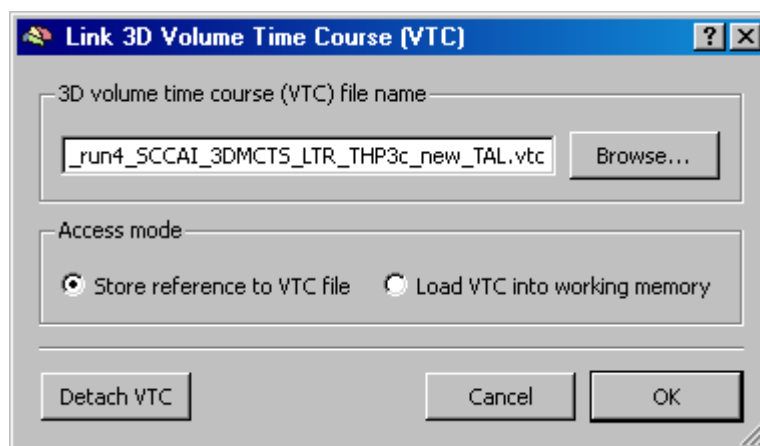 Link 3D Volume Time Course (VTC)
3D volume time course (VTC) file name
_run4_SCCAI_3DMCTS_LTR_THP3c_new_TAL.vtc Browse...
Access mode
Store reference to VTC file Load VTC into working memory
Detach VTC Cancel OK